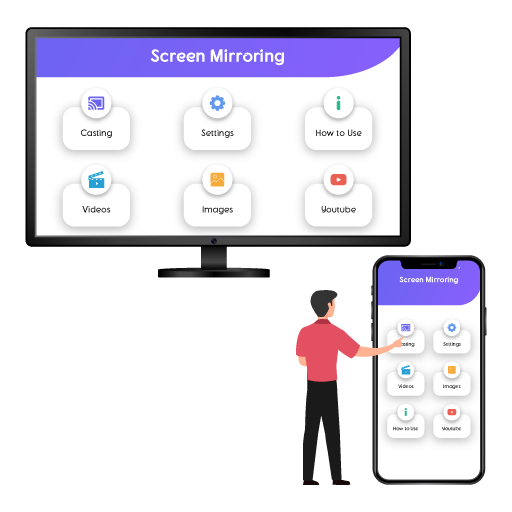 Screen Mirroring
Casting Settings How to Use
Videos Images Youtube
Screen Mirroring
Casting Settings
Videos Images
How to Use Youtube